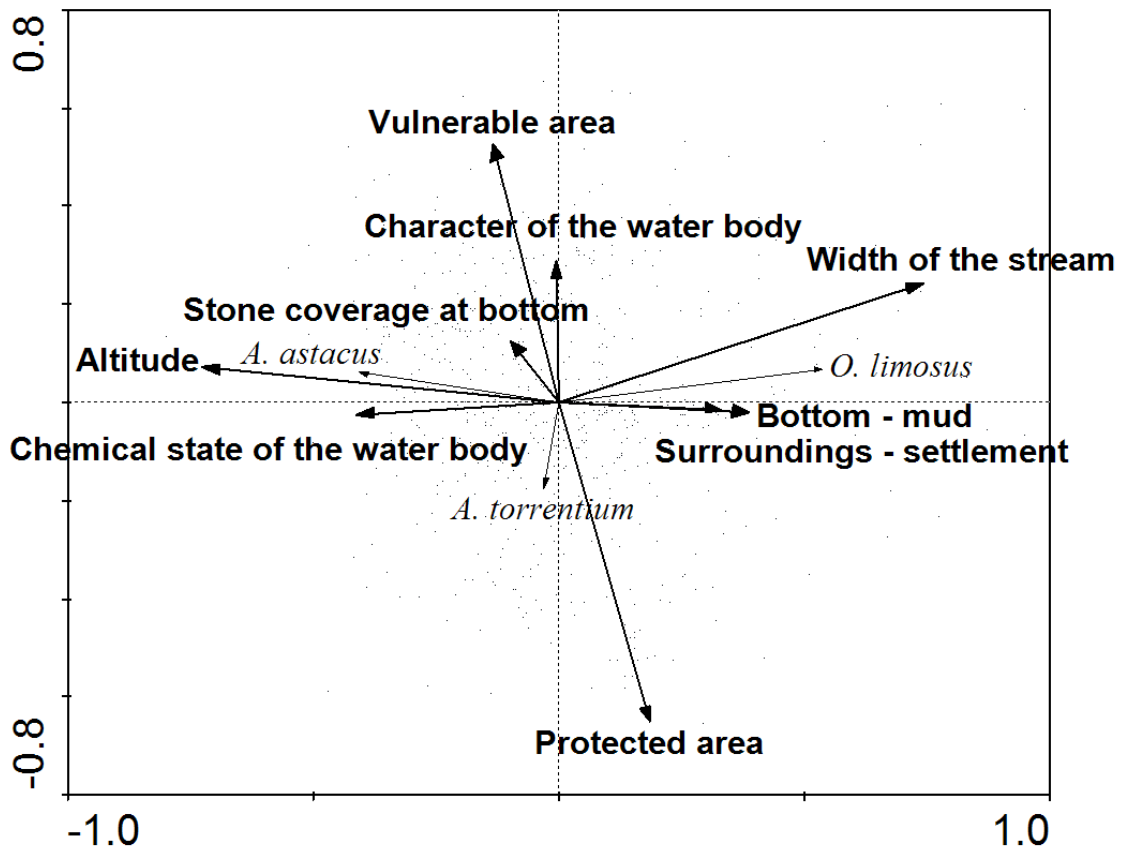 0.8
Vulnerable area
Character of the water body
Width of the stream
Stone coverage at bottom
Altitude
A. astacus
O. limosus
Bottom - mud
Chemical state of the water body
Surroundings - settlement
A. torrentium
Protected area
-0.8
-1.0
1.0